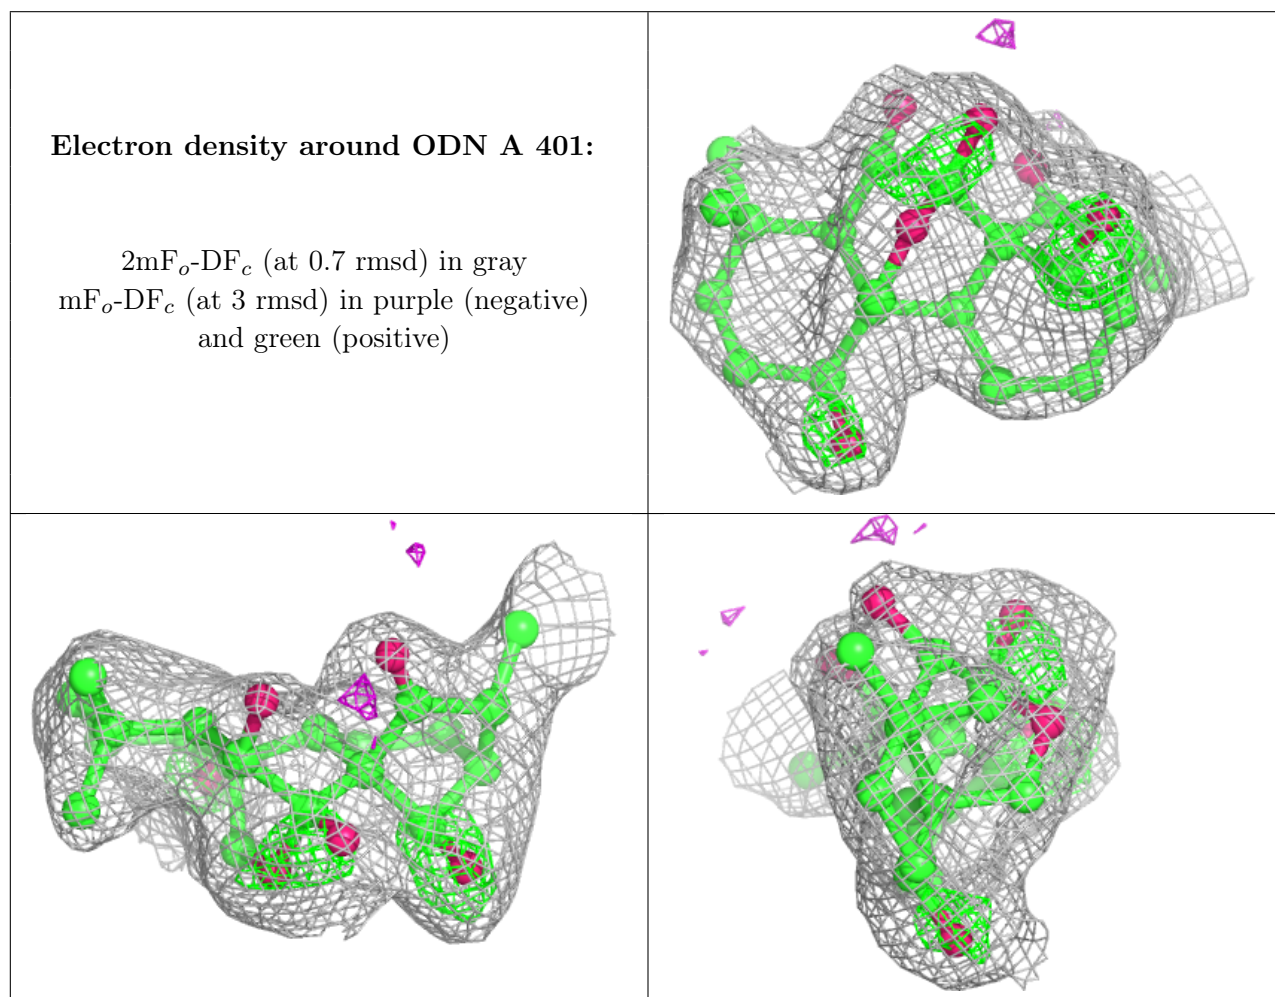 Electron density around ODN A 401:
2mFo-DFc (at 0.7 rmsd) in gray
mFo-DFc (at 3 rmsd) in purple (negative)
and green (positive)